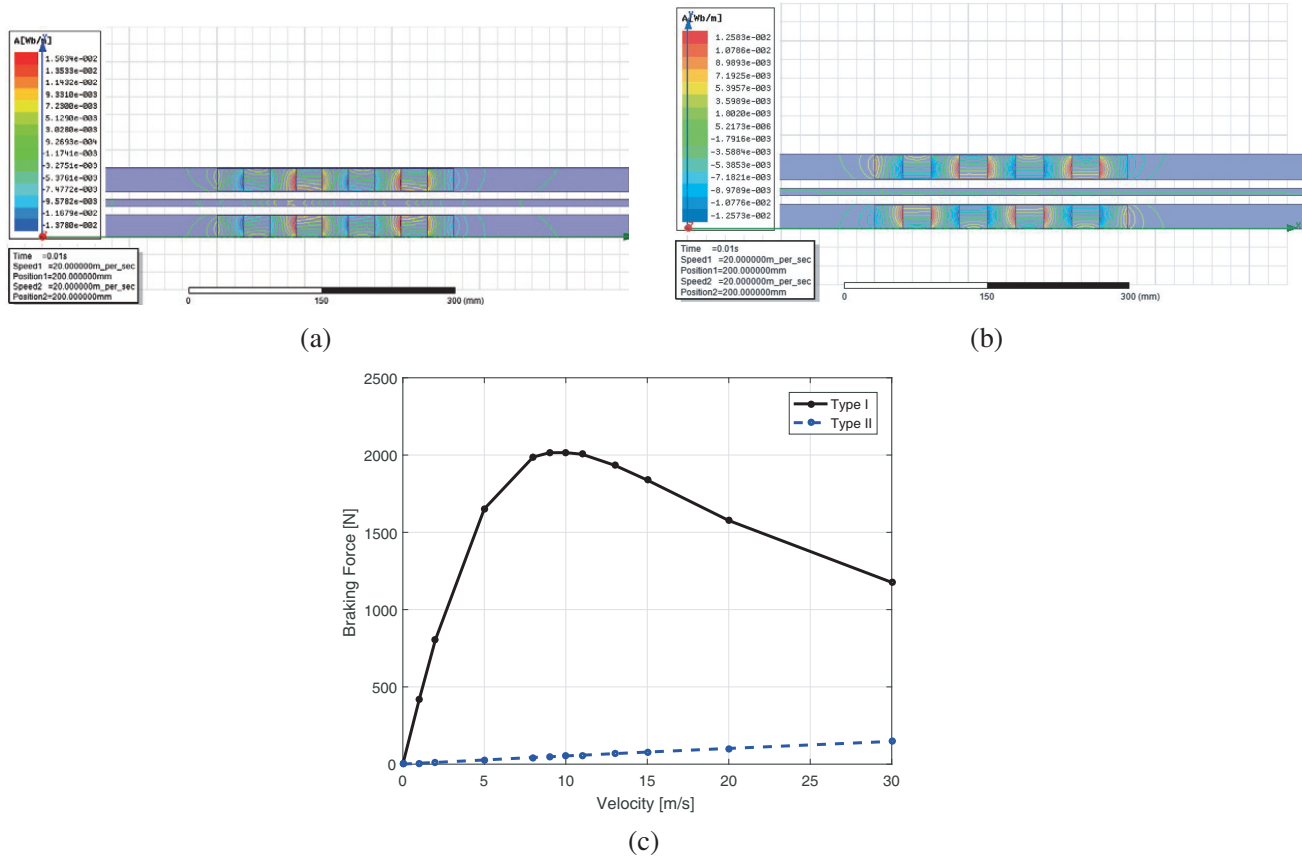 A[Wb/m]
1.5634e-002
1.3533e-002
1.1432e-002
9.3310e-003
7.2300e-003
5.1290e-003
3.0280e-003
9.2693e-004
-1.1741e-003
-3.2751e-003
-5.3761e-003
-7.4772e-003
-9.5782e-003
-1.1679e-002
-1.3780e-002
Time =0.01s
Speed1 =20.000000m_per_sec
Position1=200.000000mm
Speed2 =20.000000m_per_sec
Position2=200.000000mm
0 150 300 (mm)
(a)
A[Wb/m]
1.2583e-002
1.0786e-002
8.9893e-003
7.1925e-003
5.3957e-003
3.5989e-003
1.8020e-003
5.2173e-006
-1.7916e-003
-3.5884e-003
-5.3853e-003
-7.1821e-003
-8.9789e-003
-1.0776e-002
-1.2573e-002
Time =0.01s
Speed1 =20.000000m_per_sec
Position1=200.000000mm
Speed2 =20.000000m_per_sec
Position2=200.000000mm
0 150 300 (mm)
(b)
2500
2000
1500
1000
500
0
Braking Force [N]
Type I
Type II
0 5 10 15 20 25 30
Velocity [m/s]
(c)